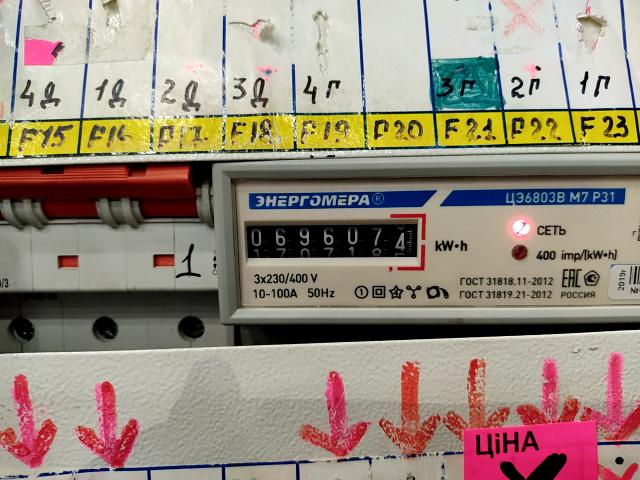 4Д 1Д 2Д 3Д 4Г 3Г 2Г 1Г
F15 F16 F17 F18 F19 F20 F21 F22 F23
ЭНЕРГОМЕРА® ЦЭ6803В М7 Р31
0696074 kW•h
СЕТЬ
400 imp/(kW•h)
1
3x230/400 V
10-100A 50Hz
ГОСТ 31818.11-2012
ГОСТ 31819.21-2012
ЕАС
РОССИЯ
2019г
ЦіНА